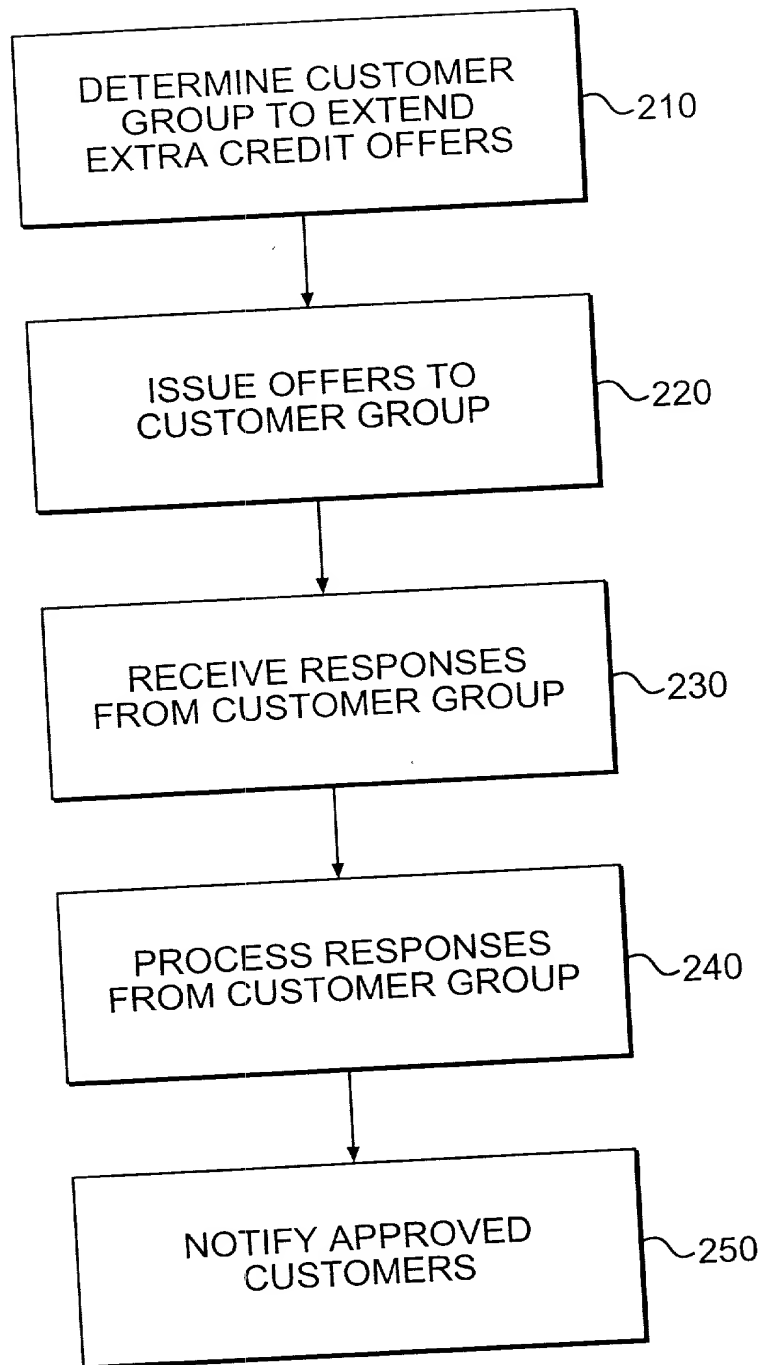 DETERMINE CUSTOMER
GROUP TO EXTEND
EXTRA CREDIT OFFERS
210
ISSUE OFFERS TO
CUSTOMER GROUP
220
RECEIVE RESPONSES
FROM CUSTOMER GROUP
230
PROCESS RESPONSES
FROM CUSTOMER GROUP
240
NOTIFY APPROVED
CUSTOMERS
250